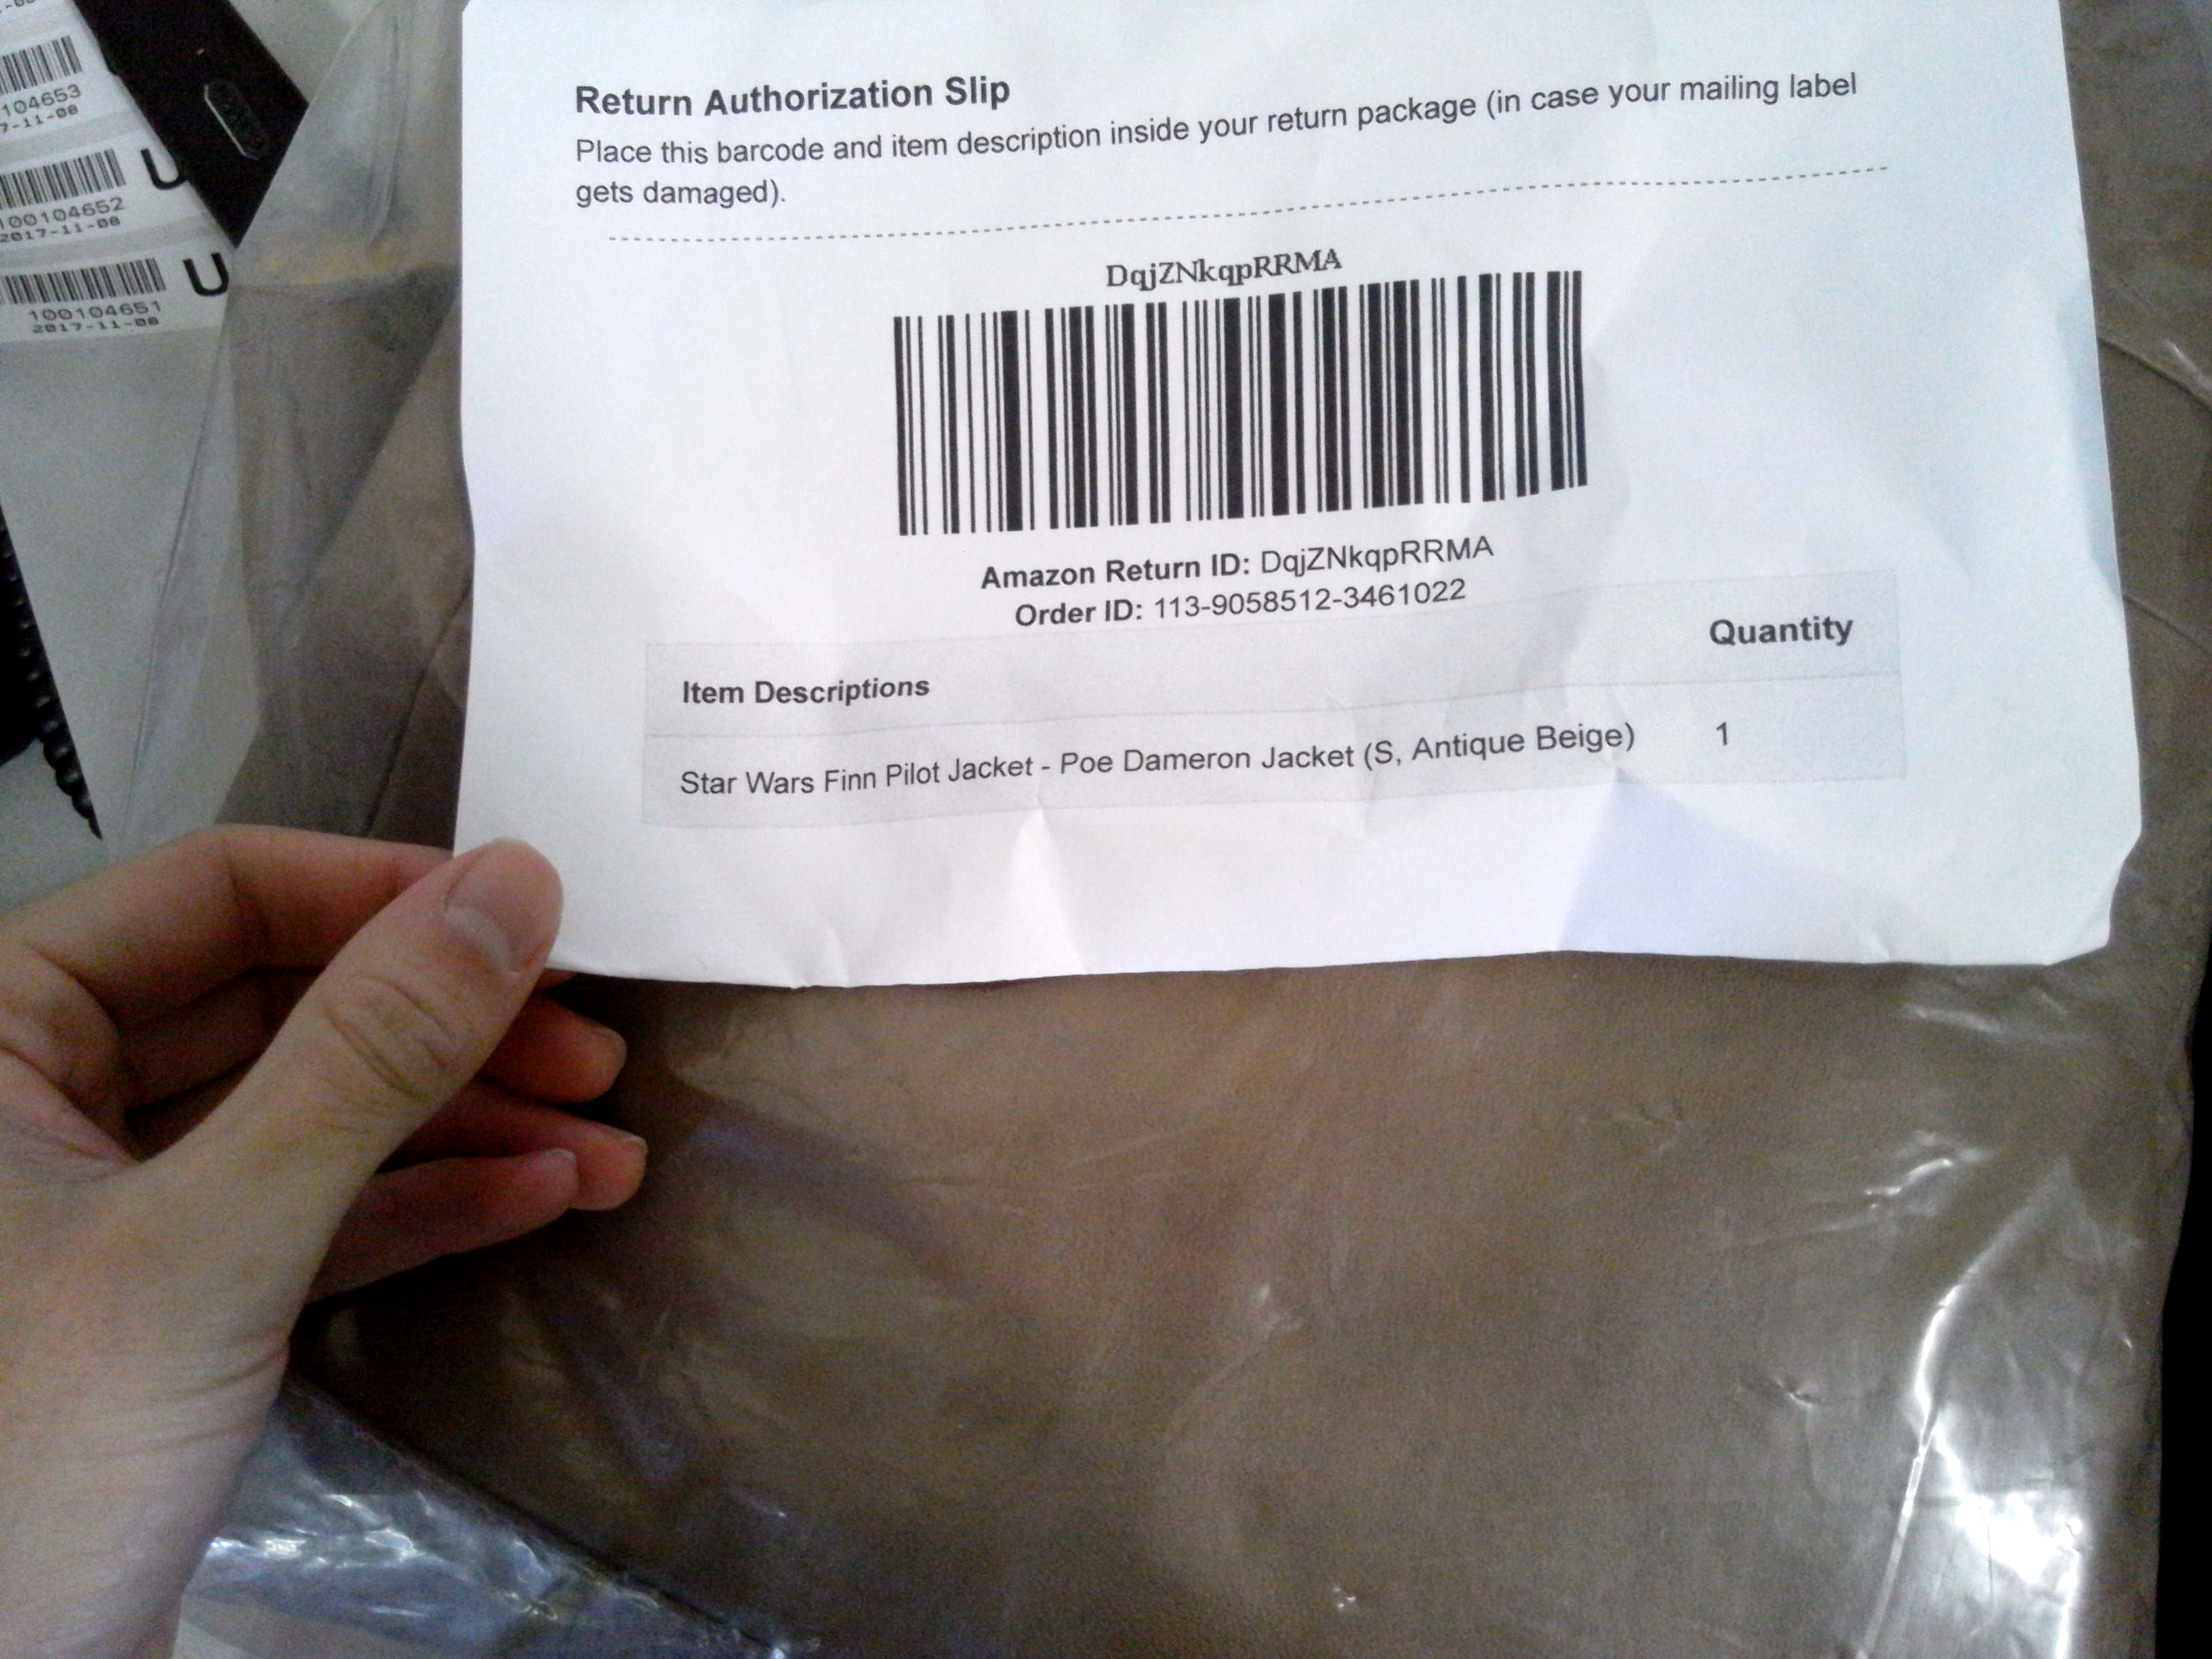 104653
7-11-08
100104652
2017-11-08
U
100104651
2017-11-08
U
Return Authorization Slip
Place this barcode and item description inside your return package (in case your mailing label
gets damaged).
DqjZNkqpRRMA
Amazon Return ID: DqjZNkqpRRMA
Order ID: 113-9058512-3461022
Item Descriptions Quantity
Star Wars Finn Pilot Jacket - Poe Dameron Jacket (S, Antique Beige) 1